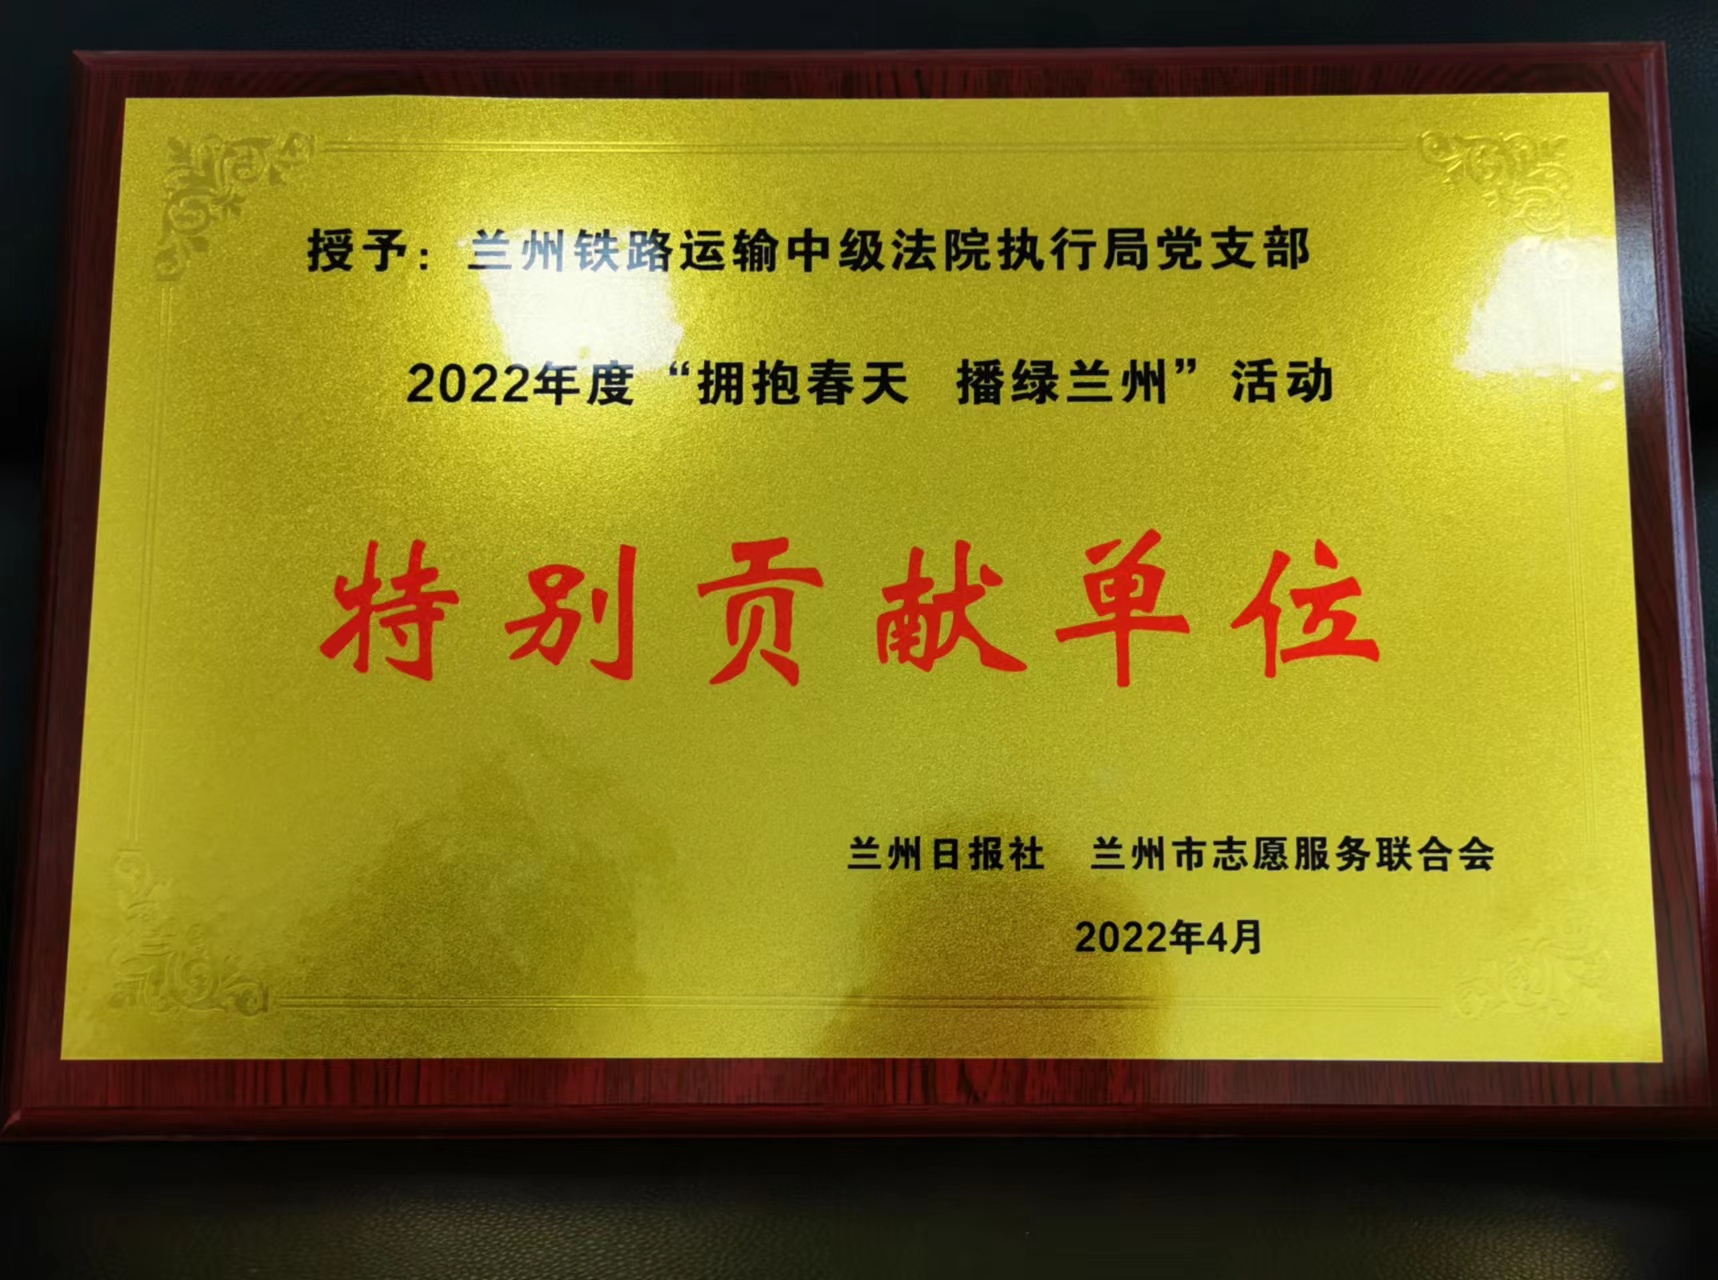 授予：兰州铁路运输中级法院执行局党支部
2022年度“拥抱春天 播绿兰州”活动
特别贡献单位
兰州日报社 兰州市志愿服务联合会
2022年4月